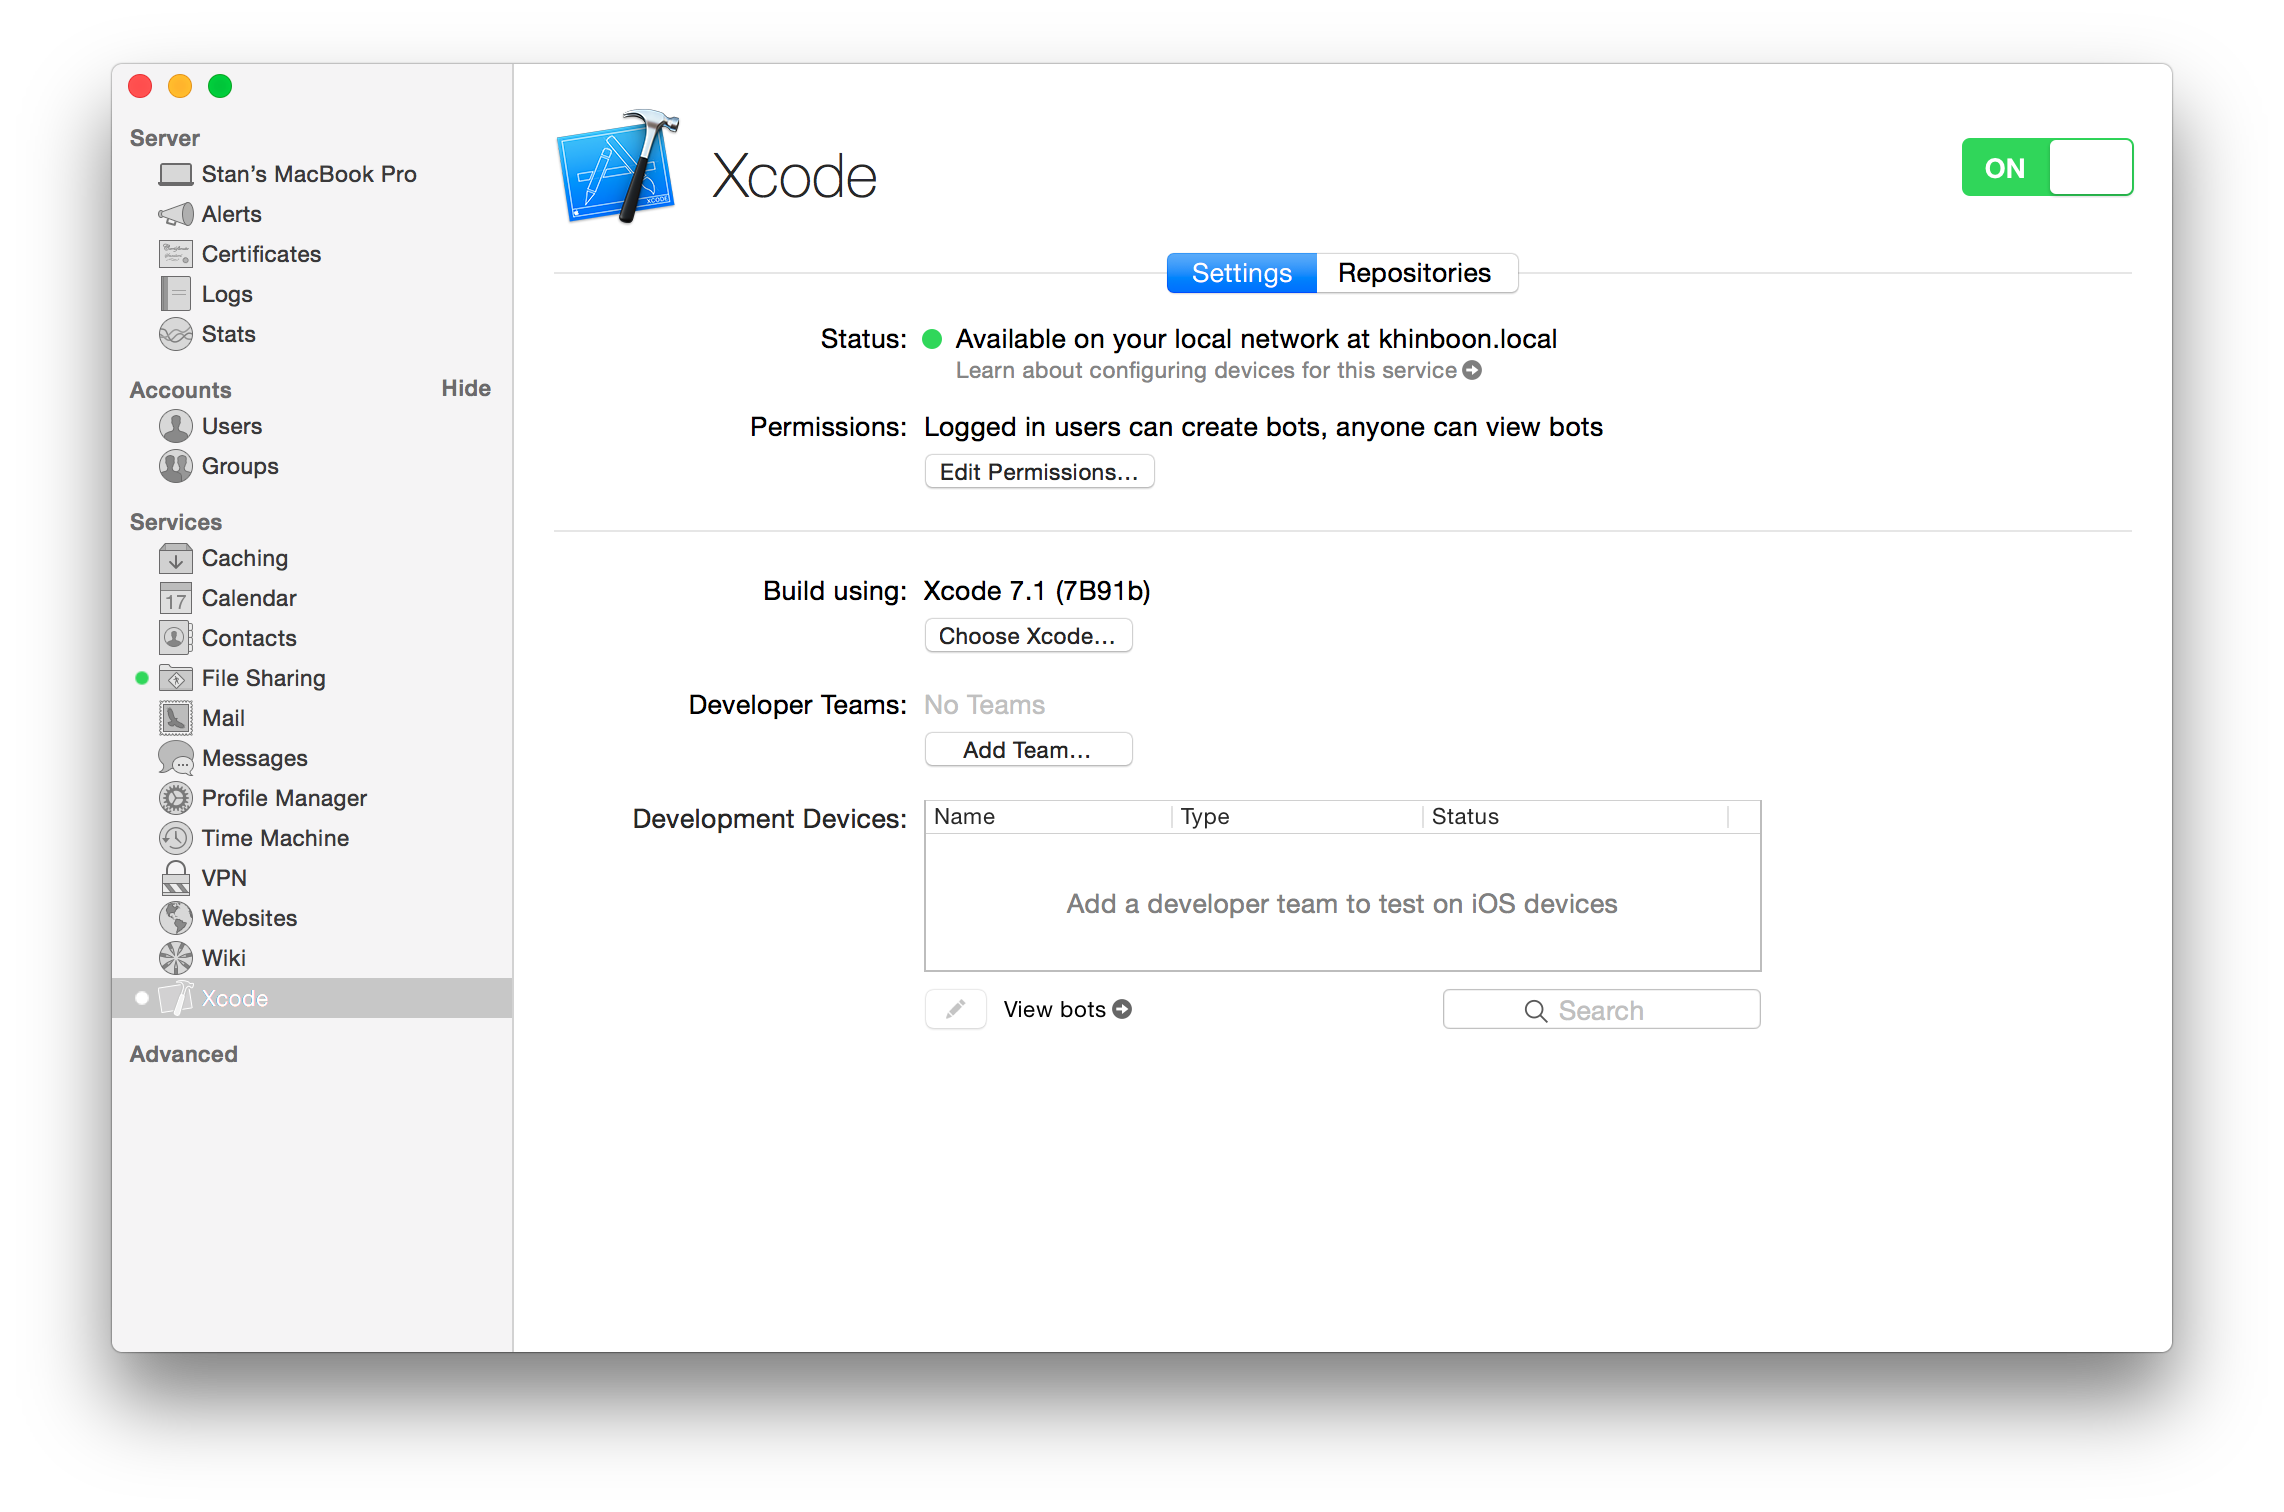 Server
Stan’s MacBook Pro
Alerts
Certificates
Logs
Stats
Accounts Hide
Users
Groups
Services
Caching
17 Calendar
Contacts
File Sharing
Mail
Messages
Profile Manager
Time Machine
VPN
Websites
Wiki
Xcode
Advanced
XCODE
Xcode
ON
Settings Repositories
Status: Available on your local network at khinboon.local
Learn about configuring devices for this service
Permissions: Logged in users can create bots, anyone can view bots
Edit Permissions...
Build using: Xcode 7.1 (7B91b)
Choose Xcode...
Developer Teams: No Teams
Add Team...
Development Devices: Name Type Status
Add a developer team to test on iOS devices
View bots Search